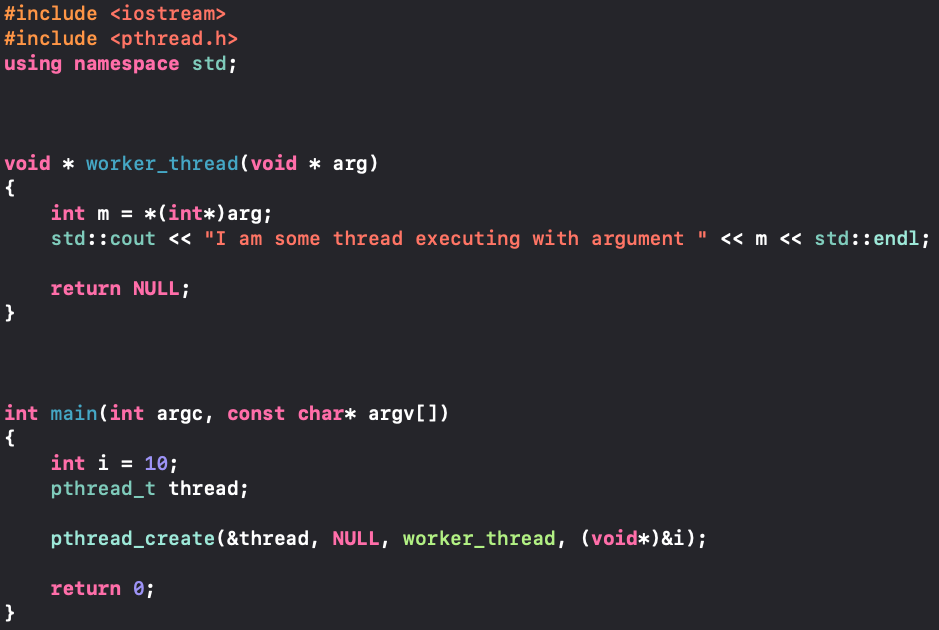 #include <iostream>
#include <pthread.h>
using namespace std;
void * worker_thread(void * arg)
{
    int m = *(int*)arg;
    std::cout << "I am some thread executing with argument " << m << std::endl;
    return NULL;
}
int main(int argc, const char* argv[])
{
    int i = 10;
    pthread_t thread;
    pthread_create(&thread, NULL, worker_thread, (void*)&i);
    return 0;
}